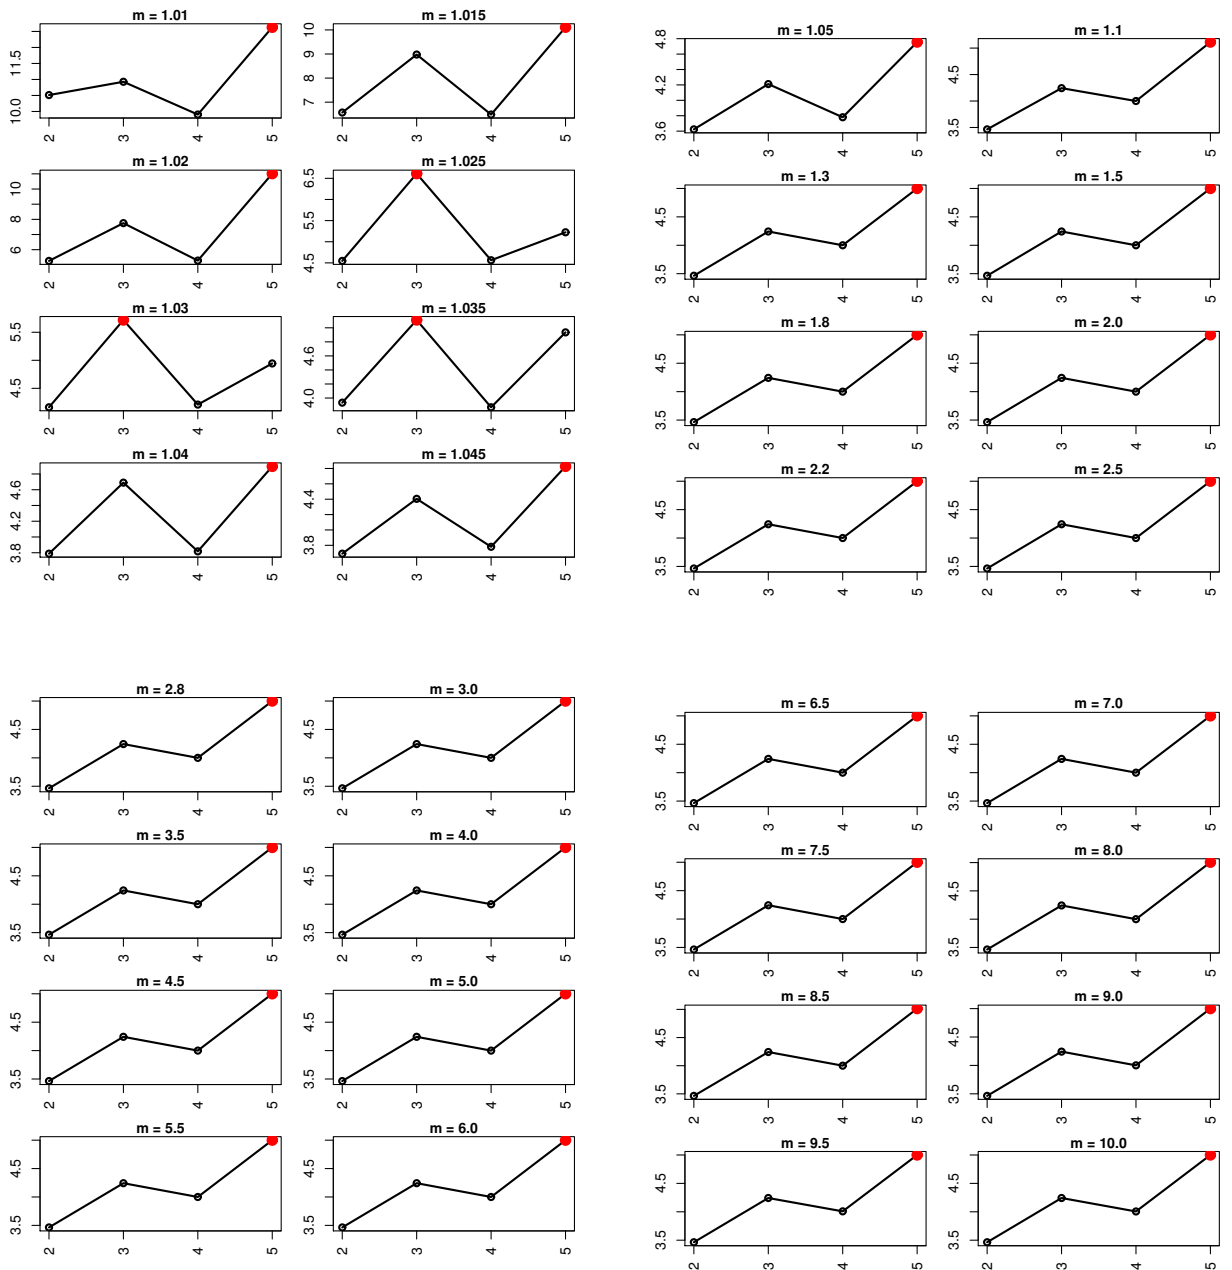 m = 1.01
10.0 11.5
2 3 4 5
m = 1.015
7 8 9 10
2 3 4 5
m = 1.02
6 8 10
2 3 4 5
m = 1.025
4.5 5.5 6.5
2 3 4 5
m = 1.03
4.5 5.5
2 3 4 5
m = 1.035
4.0 4.6
2 3 4 5
m = 1.04
3.8 4.2 4.6
2 3 4 5
m = 1.045
3.8 4.4
2 3 4 5
m = 1.05
3.6 4.2 4.8
2 3 4 5
m = 1.1
3.5 4.5
2 3 4 5
m = 1.3
3.5 4.5
2 3 4 5
m = 1.5
3.5 4.5
2 3 4 5
m = 1.8
3.5 4.5
2 3 4 5
m = 2.0
3.5 4.5
2 3 4 5
m = 2.2
3.5 4.5
2 3 4 5
m = 2.5
3.5 4.5
2 3 4 5
m = 2.8
3.5 4.5
2 3 4 5
m = 3.0
3.5 4.5
2 3 4 5
m = 3.5
3.5 4.5
2 3 4 5
m = 4.0
3.5 4.5
2 3 4 5
m = 4.5
3.5 4.5
2 3 4 5
m = 5.0
3.5 4.5
2 3 4 5
m = 5.5
3.5 4.5
2 3 4 5
m = 6.0
3.5 4.5
2 3 4 5
m = 6.5
3.5 4.5
2 3 4 5
m = 7.0
3.5 4.5
2 3 4 5
m = 7.5
3.5 4.5
2 3 4 5
m = 8.0
3.5 4.5
2 3 4 5
m = 8.5
3.5 4.5
2 3 4 5
m = 9.0
3.5 4.5
2 3 4 5
m = 9.5
3.5 4.5
2 3 4 5
m = 10.0
3.5 4.5
2 3 4 5